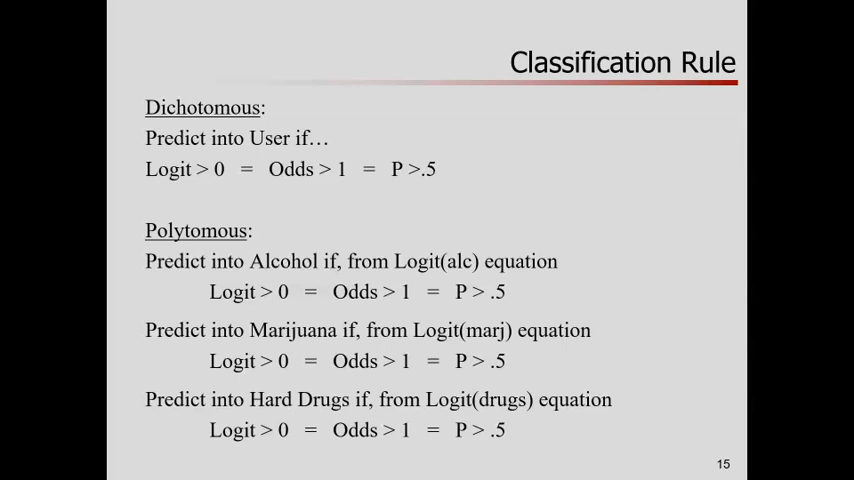 Classification Rule
Dichotomous:
Predict into User if…
Logit > 0 = Odds > 1 = P >.5
Polytomous:
Predict into Alcohol if, from Logit(alc) equation
Logit > 0 = Odds > 1 = P > .5
Predict into Marijuana if, from Logit(marj) equation
Logit > 0 = Odds > 1 = P > .5
Predict into Hard Drugs if, from Logit(drugs) equation
Logit > 0 = Odds > 1 = P > .5
15